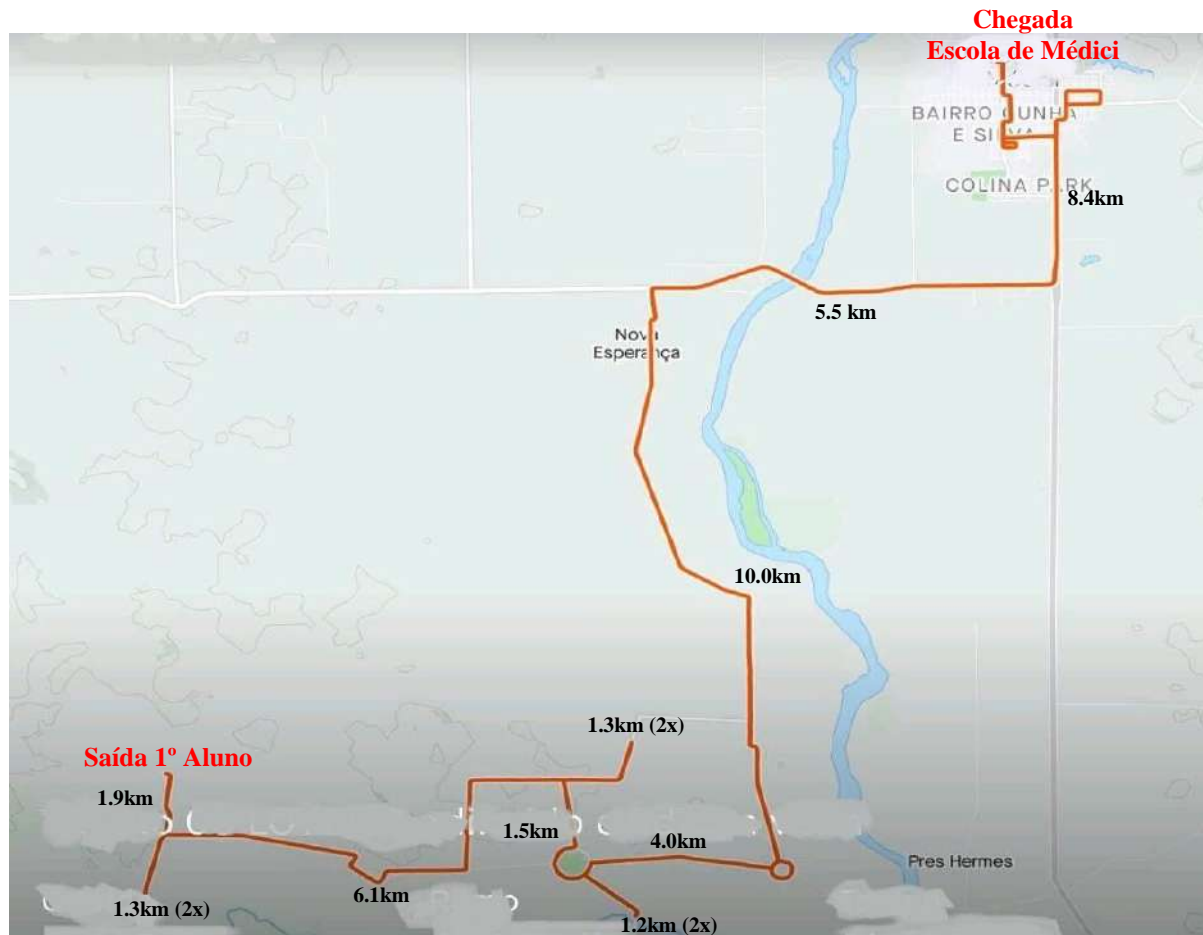 Chegada
Escola de Médici
BAIRRO CUNHA
E SILVA
COLINA PARK
8.4km
5.5 km
Nova
Esperança
10.0km
1.3km (2x)
Saída 1º Aluno
1.9km
1.5km
4.0km
Pres Hermes
6.1km
1.3km (2x)
1.2km (2x)